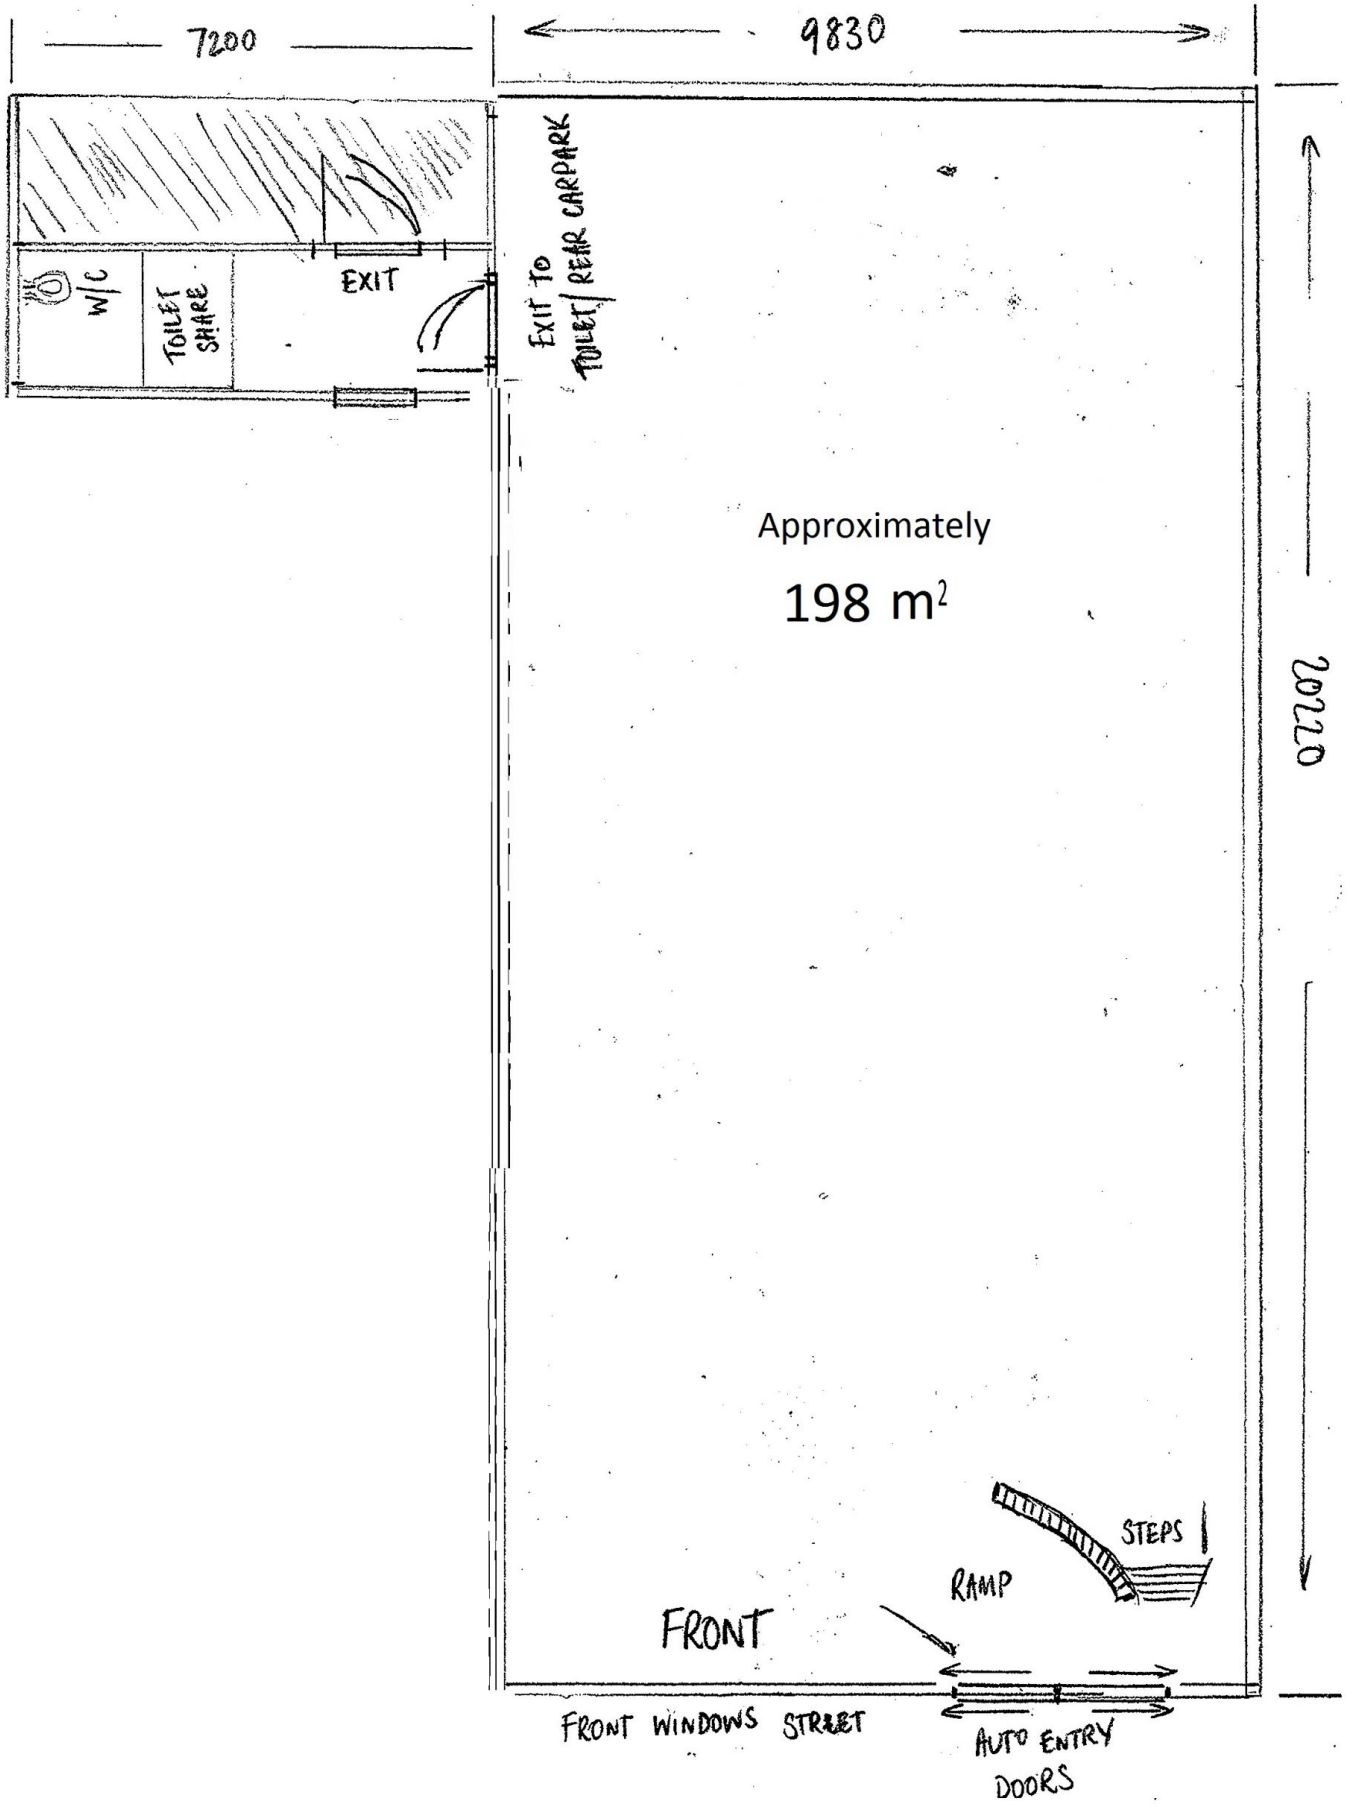 7200
9830
EXIT TO
TOILET/REAR CARPARK
EXIT
W/C
TOILET
SHARE
Approximately
198 m²
20220
STEPS
RAMP
FRONT
FRONT WINDOWS STREET
AUTO ENTRY
DOORS